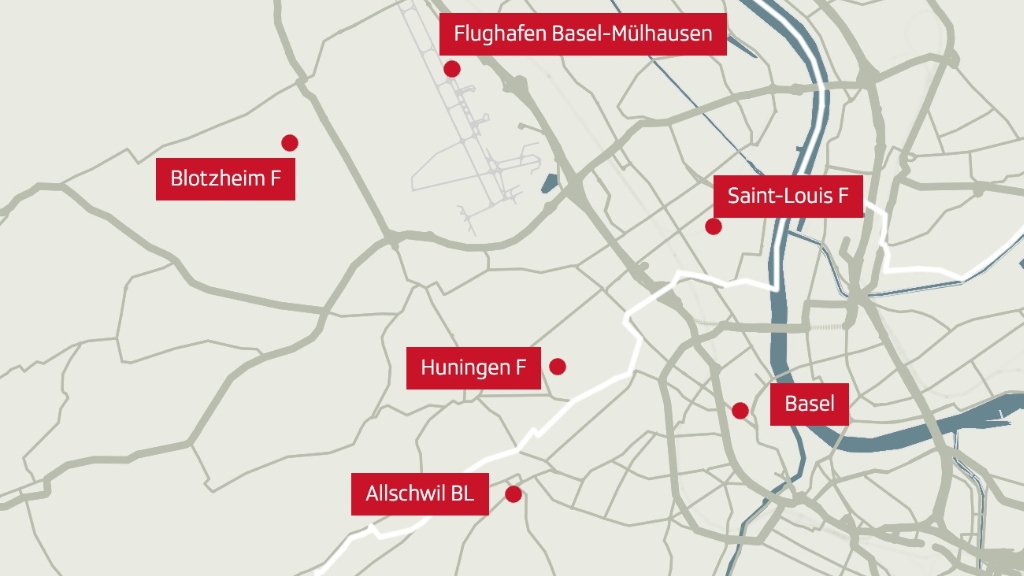 Flughafen Basel-Mülhausen
Blotzheim F
Saint-Louis F
Huningen F
Basel
Allschwil BL